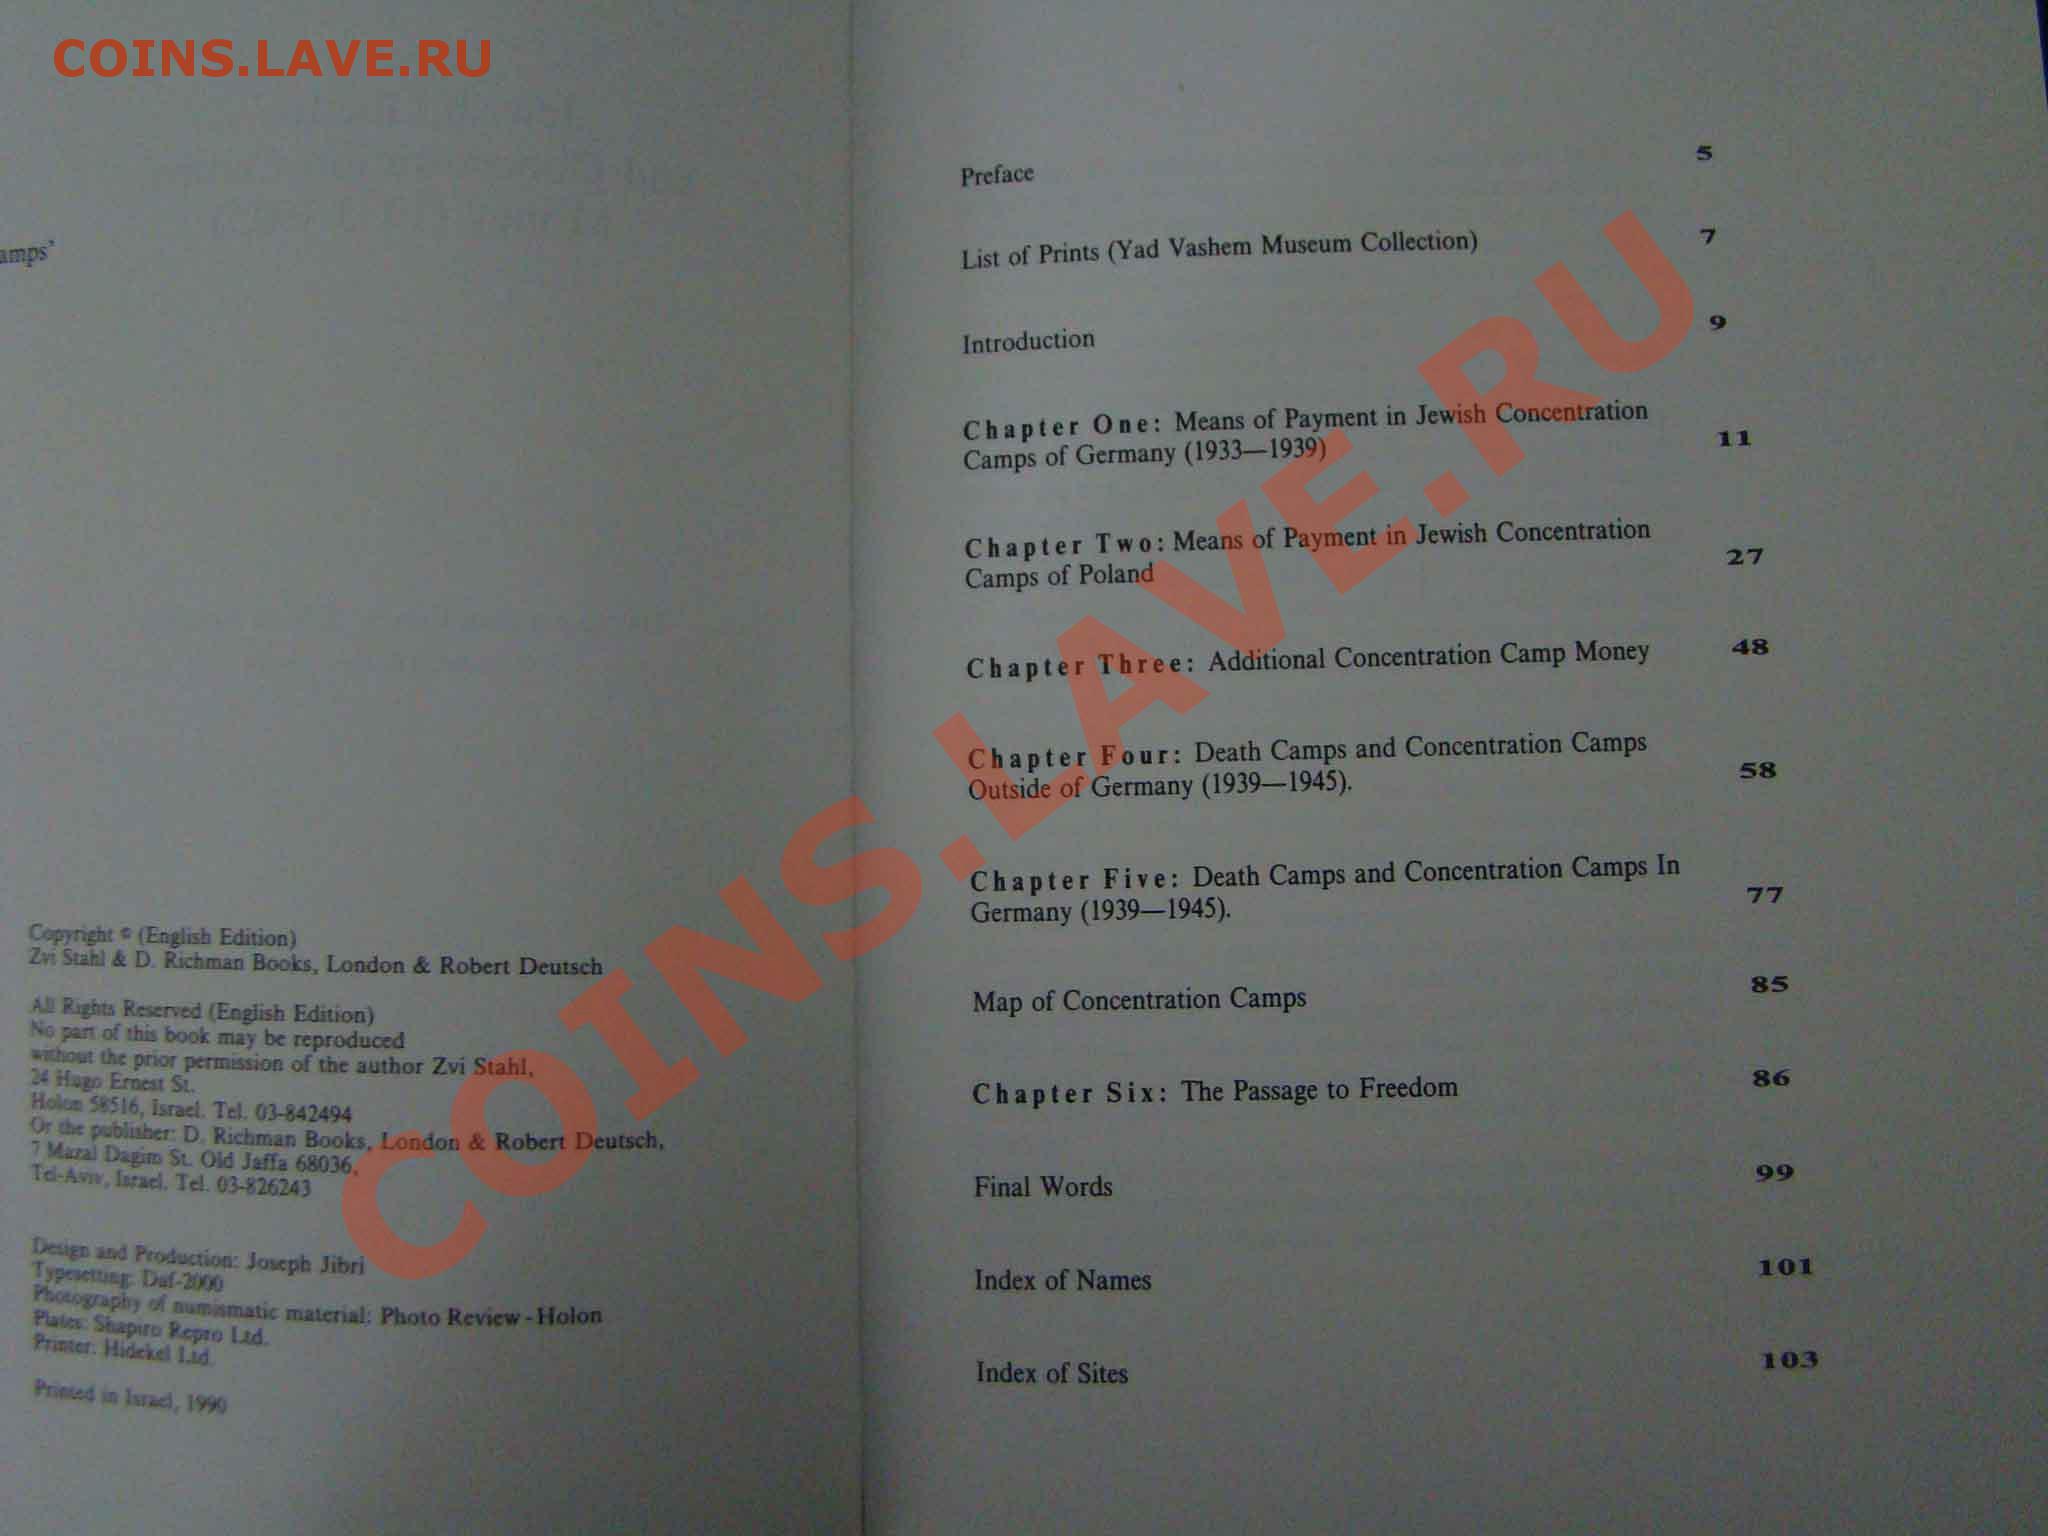 COINS.LAVE.RU
amps'
Copyright © (English Edition)
Zvi Stahl & D. Richman Books, London & Robert Deutsch
All Rights Reserved (English Edition)
No part of this book may be reproduced
without the prior permission of the author Zvi Stahl,
24 Hugo Ernest St.
Holon 58516, Israel. Tel. 03-842494
Or the publisher: D. Richman Books, London & Robert Deutsch,
7 Mazal Dagim St. Old Jaffa 68036,
Tel-Aviv, Israel. Tel. 03-826243
Design and Production: Joseph Jibri
Typesetting: Daf-2000
Photography of numismatic material: Photo Review - Holon
Plates: Shapiro Repro Ltd.
Printer: Hidekel Ltd.
Printed in Israel, 1990
Preface 5
List of Prints (Yad Vashem Museum Collection) 7
Introduction 9
Chapter One: Means of Payment in Jewish Concentration
Camps of Germany (1933—1939) 11
Chapter Two: Means of Payment in Jewish Concentration
Camps of Poland 27
Chapter Three: Additional Concentration Camp Money 48
Chapter Four: Death Camps and Concentration Camps
Outside of Germany (1939—1945). 58
Chapter Five: Death Camps and Concentration Camps In
Germany (1939—1945). 77
Map of Concentration Camps 85
Chapter Six: The Passage to Freedom 86
Final Words 99
Index of Names 101
Index of Sites 103
COINS.LAVE.RU